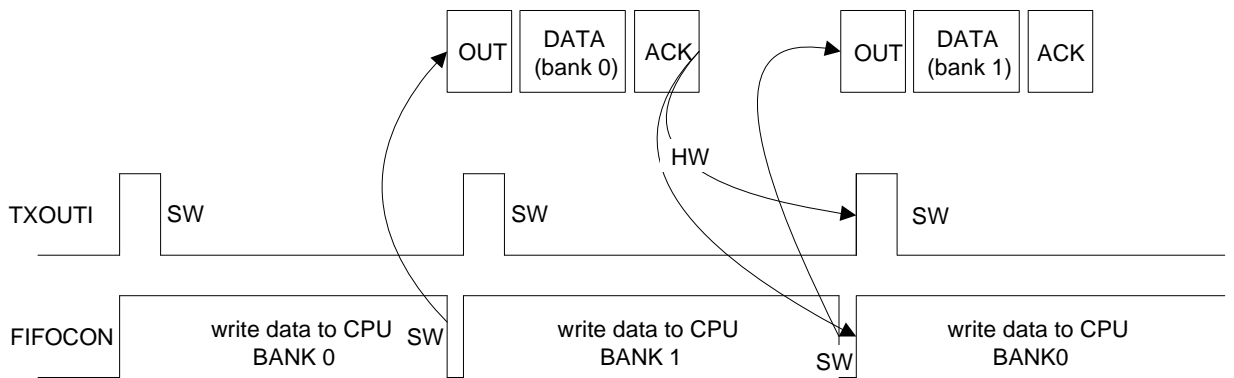 OUT DATA (bank 0) ACK OUT DATA (bank 1) ACK
HW
TXOUTI SW SW SW
FIFOCON write data to CPU BANK 0 SW write data to CPU BANK 1 SW write data to CPU BANK0